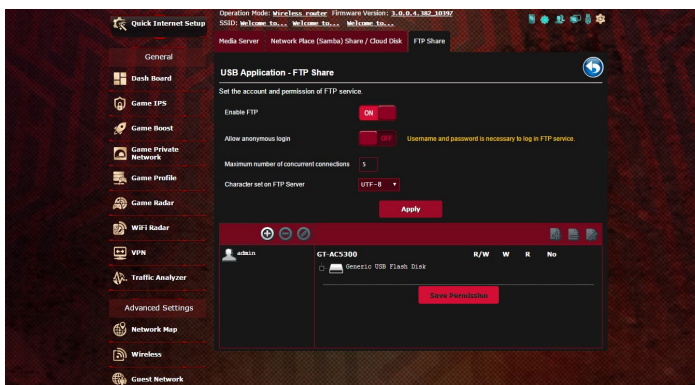 Quick Internet Setup
General
Dash Board
Game IPS
Game Boost
Game Private
Network
Game Profile
Game Radar
WiFi Radar
VPN
Traffic Analyzer
Advanced Settings
Network Map
Wireless
Guest Network
Operation Mode: Wireless router Firmware Version: 3.0.0.4.382_10397
SSID: Welcome to... Welcome to... Welcome to...
Media Server Network Place (Samba) Share / Cloud Disk FTP Share
USB Application - FTP Share
Set the account and permission of FTP service.
Enable FTP ON
Allow anonymous login OFF Username and password is necessary to log in FTP service.
Maximum number of concurrent connections 5
Character set on FTP Server UTF-8
Apply
admin
GT-AC5300 R/W W R No
Generic USB Flash Disk
Save Permission